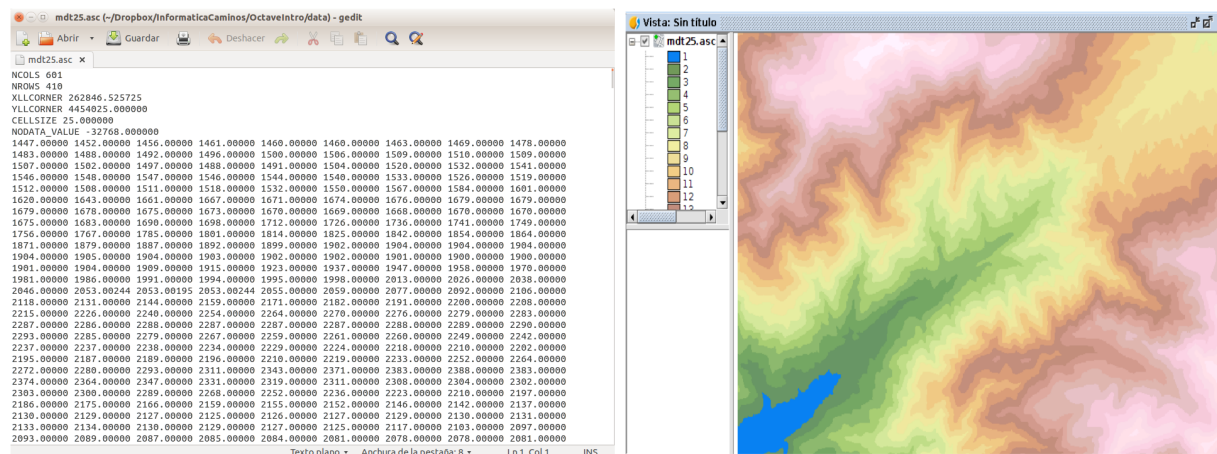 mdt25.asc (~/Dropbox/InformaticaCaminos/OctaveIntro/data) - gedit
Abrir Guardar Deshacer
mdt25.asc
NCOLS 601
NROWS 410
XLLCORNER 262846.525725
YLLCORNER 4454025.000000
CELLSIZE 25.000000
NODATA_VALUE -32768.000000
1447.00000 1452.00000 1456.00000 1461.00000 1460.00000 1460.00000 1463.00000 1469.00000 1478.00000
1483.00000 1488.00000 1492.00000 1496.00000 1500.00000 1506.00000 1509.00000 1510.00000 1509.00000
1507.00000 1502.00000 1497.00000 1488.00000 1491.00000 1504.00000 1520.00000 1532.00000 1541.00000
1546.00000 1548.00000 1547.00000 1546.00000 1544.00000 1540.00000 1533.00000 1526.00000 1519.00000
1512.00000 1508.00000 1511.00000 1518.00000 1532.00000 1550.00000 1567.00000 1584.00000 1601.00000
1620.00000 1643.00000 1661.00000 1667.00000 1671.00000 1674.00000 1676.00000 1679.00000 1679.00000
1679.00000 1678.00000 1675.00000 1673.00000 1670.00000 1669.00000 1668.00000 1670.00000 1670.00000
1675.00000 1683.00000 1690.00000 1698.00000 1712.00000 1726.00000 1736.00000 1741.00000 1749.00000
1756.00000 1767.00000 1785.00000 1801.00000 1814.00000 1825.00000 1842.00000 1854.00000 1864.00000
1871.00000 1879.00000 1887.00000 1892.00000 1899.00000 1902.00000 1904.00000 1904.00000 1904.00000
1904.00000 1905.00000 1904.00000 1903.00000 1902.00000 1902.00000 1901.00000 1900.00000 1900.00000
1901.00000 1904.00000 1909.00000 1915.00000 1923.00000 1937.00000 1947.00000 1958.00000 1970.00000
1981.00000 1986.00000 1991.00000 1994.00000 1995.00000 1998.00000 2013.00000 2026.00000 2038.00000
2046.00000 2053.00244 2053.00195 2053.00244 2055.00000 2059.00000 2077.00000 2092.00000 2106.00000
2118.00000 2131.00000 2144.00000 2159.00000 2171.00000 2182.00000 2191.00000 2200.00000 2208.00000
2215.00000 2226.00000 2240.00000 2254.00000 2264.00000 2270.00000 2276.00000 2279.00000 2283.00000
2287.00000 2286.00000 2288.00000 2287.00000 2287.00000 2287.00000 2288.00000 2289.00000 2290.00000
2293.00000 2285.00000 2279.00000 2267.00000 2259.00000 2261.00000 2260.00000 2249.00000 2242.00000
2237.00000 2237.00000 2238.00000 2234.00000 2229.00000 2224.00000 2218.00000 2210.00000 2202.00000
2195.00000 2187.00000 2189.00000 2196.00000 2210.00000 2219.00000 2233.00000 2252.00000 2264.00000
2272.00000 2280.00000 2293.00000 2311.00000 2343.00000 2371.00000 2383.00000 2388.00000 2383.00000
2374.00000 2364.00000 2347.00000 2331.00000 2319.00000 2311.00000 2308.00000 2304.00000 2302.00000
2303.00000 2300.00000 2289.00000 2268.00000 2252.00000 2236.00000 2223.00000 2210.00000 2197.00000
2186.00000 2175.00000 2166.00000 2159.00000 2155.00000 2152.00000 2146.00000 2142.00000 2137.00000
2130.00000 2129.00000 2127.00000 2125.00000 2126.00000 2127.00000 2129.00000 2130.00000 2131.00000
2133.00000 2134.00000 2130.00000 2129.00000 2127.00000 2125.00000 2117.00000 2103.00000 2097.00000
2093.00000 2089.00000 2087.00000 2085.00000 2084.00000 2081.00000 2078.00000 2078.00000 2081.00000
Texto plano Anchura de la pestaña: 8 Ln 1, Col 1 INS
Vista: Sin título
mdt25.asc
1
2
3
4
5
6
7
8
9
10
11
12
13